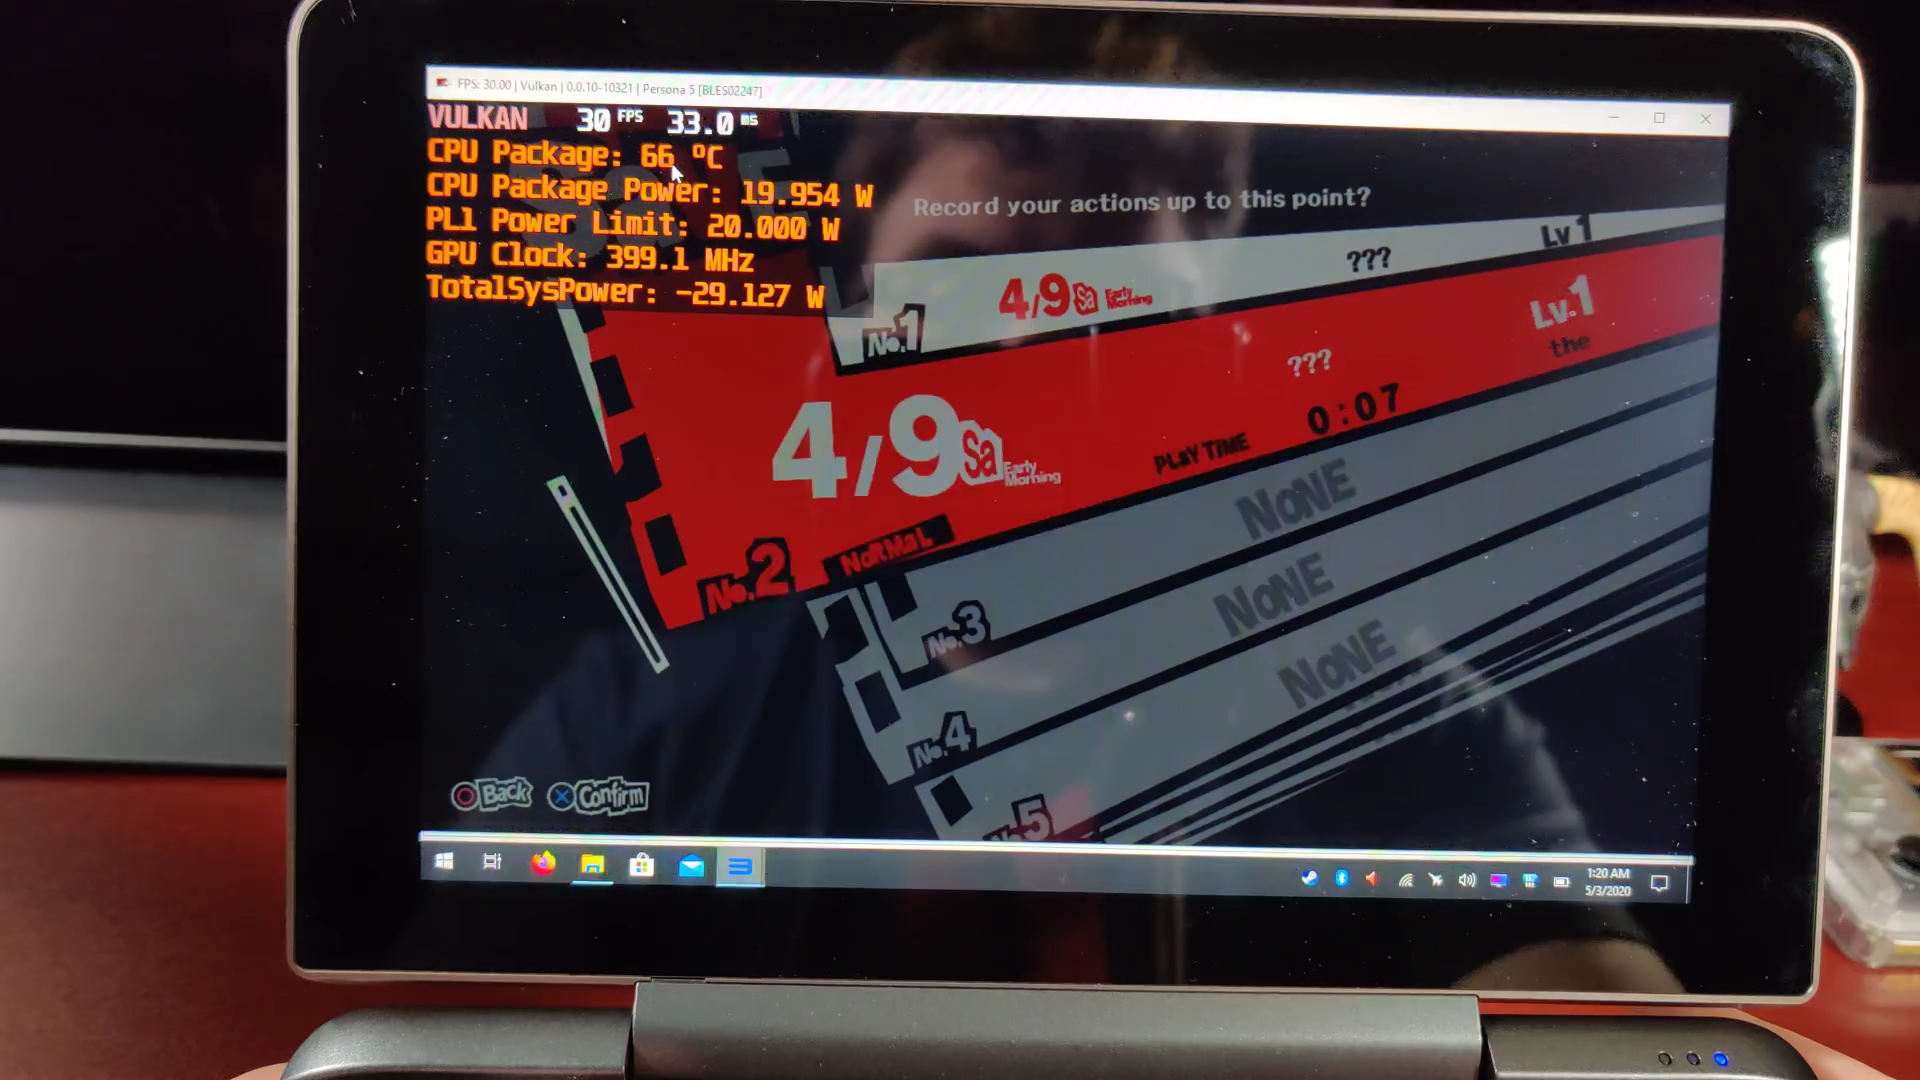 FPS: 30.00 | Vulkan | 0.0.10-10321 | Persona 5 [BLES02247]
VULKAN 30 FPS 33.0 ms
CPU Package: 66 ºC
CPU Package Power: 19.954 W
PL1 Power Limit: 20.000 W
GPU Clock: 399.1 MHz
TotalSysPower: -29.127 W
Record your actions up to this point?
No.1 4/9 Sa Early Morning ??? Lv 1
No.2 4/9 Sa Early Morning ??? Lv.1
the
PLAY TIME 0:07
NORMAL
No.3 NoNE
No.4 NoNE
No.5 NoNE
Back Confirm
1:20 AM
5/3/2020